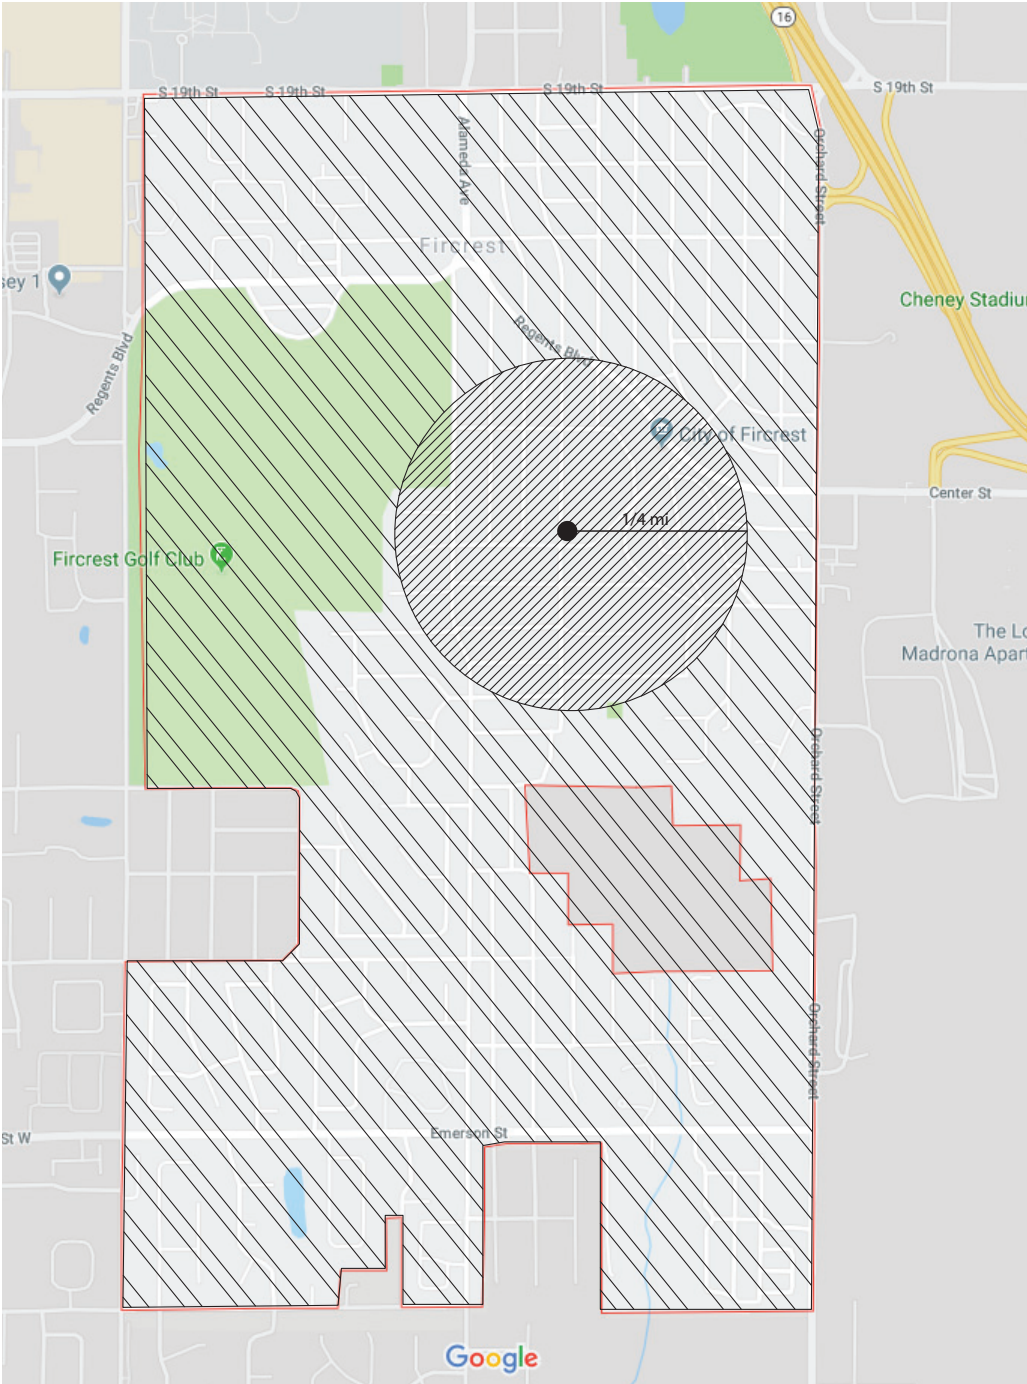 16
S 19th St
S 19th St
S 19th St
S 19th St
Alameda Ave
Orchard Street
Fircrest
sey 1
Cheney Stadiu
Regents Blvd
Regents Blvd
City of Fircrest
Center St
1/4 mi
Fircrest Golf Club
The Lo
Madrona Apar
Orchard Street
Orchard Street
Emerson St
St W
Google